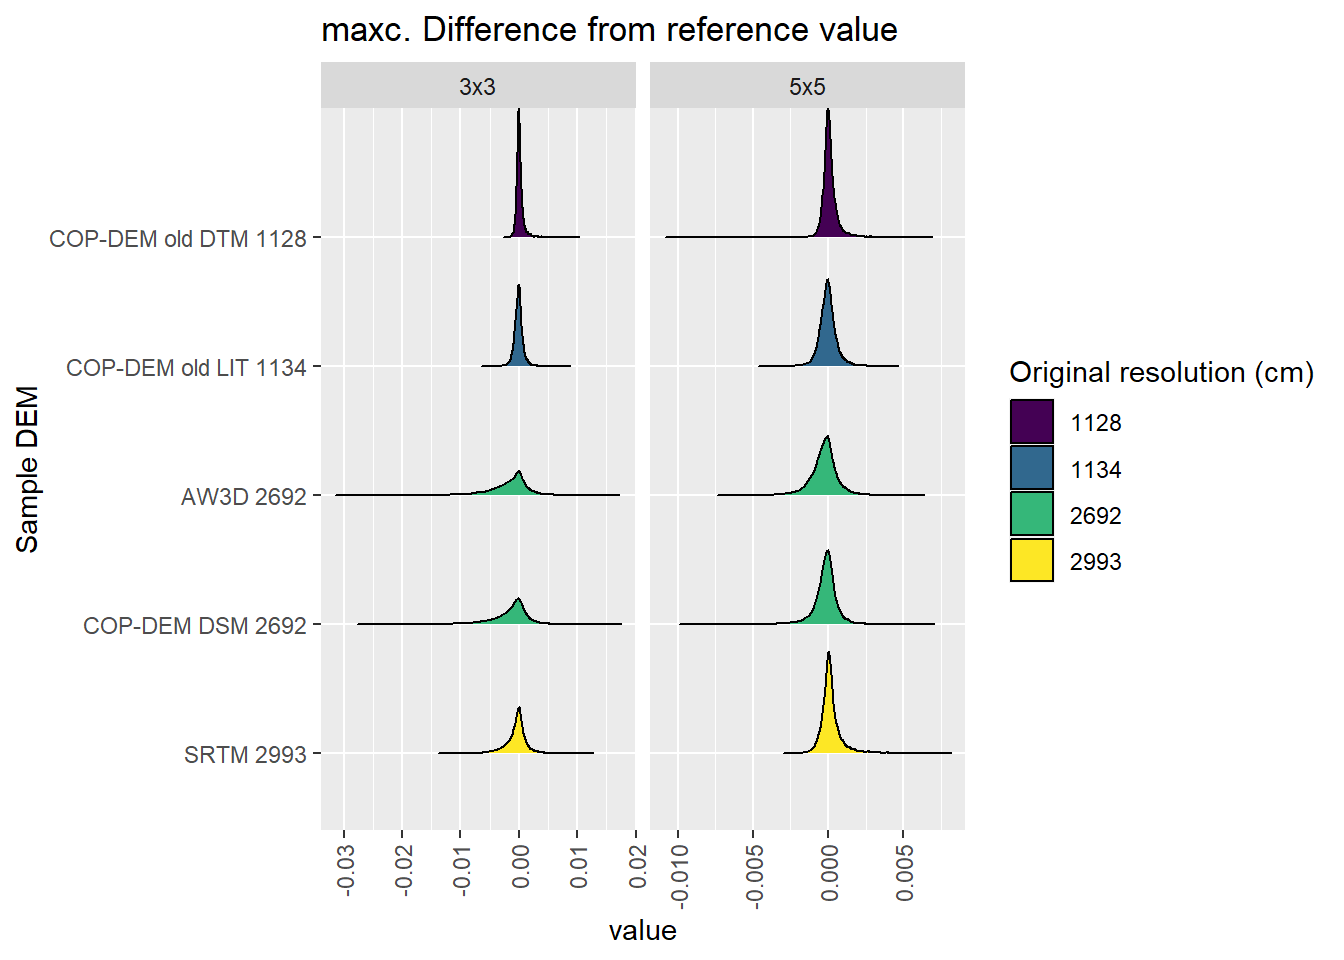 maxc. Difference from reference value
3x3
5x5
Sample DEM
COP-DEM old DTM 1128
COP-DEM old LIT 1134
AW3D 2692
COP-DEM DSM 2692
SRTM 2993
-0.03
-0.02
-0.01
0.00
0.01
0.02
-0.010
-0.005
0.000
0.005
value
Original resolution (cm)
1128
1134
2692
2993